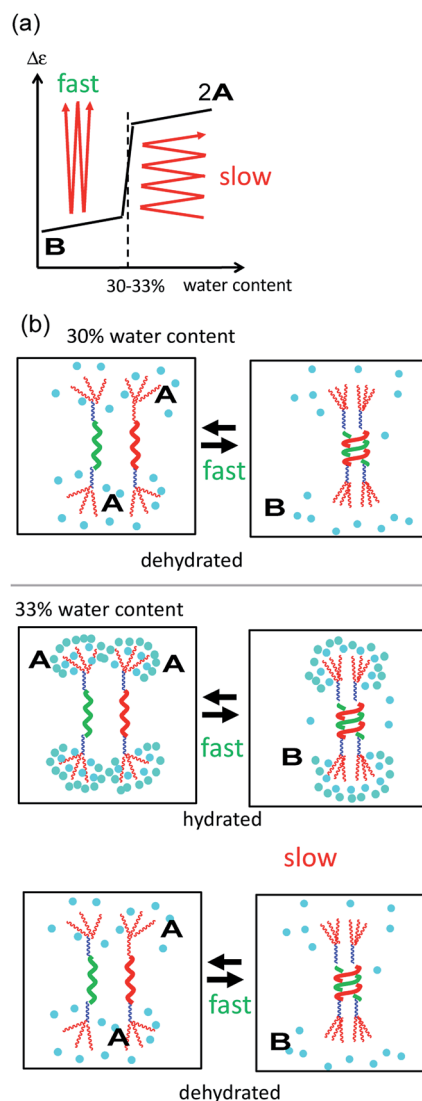 (a)
Δε
fast
2A
slow
B
30-33% water content
(b)
30% water content
A
A
fast
B
dehydrated
33% water content
A
A
fast
B
hydrated
slow
A
A
fast
B
dehydrated